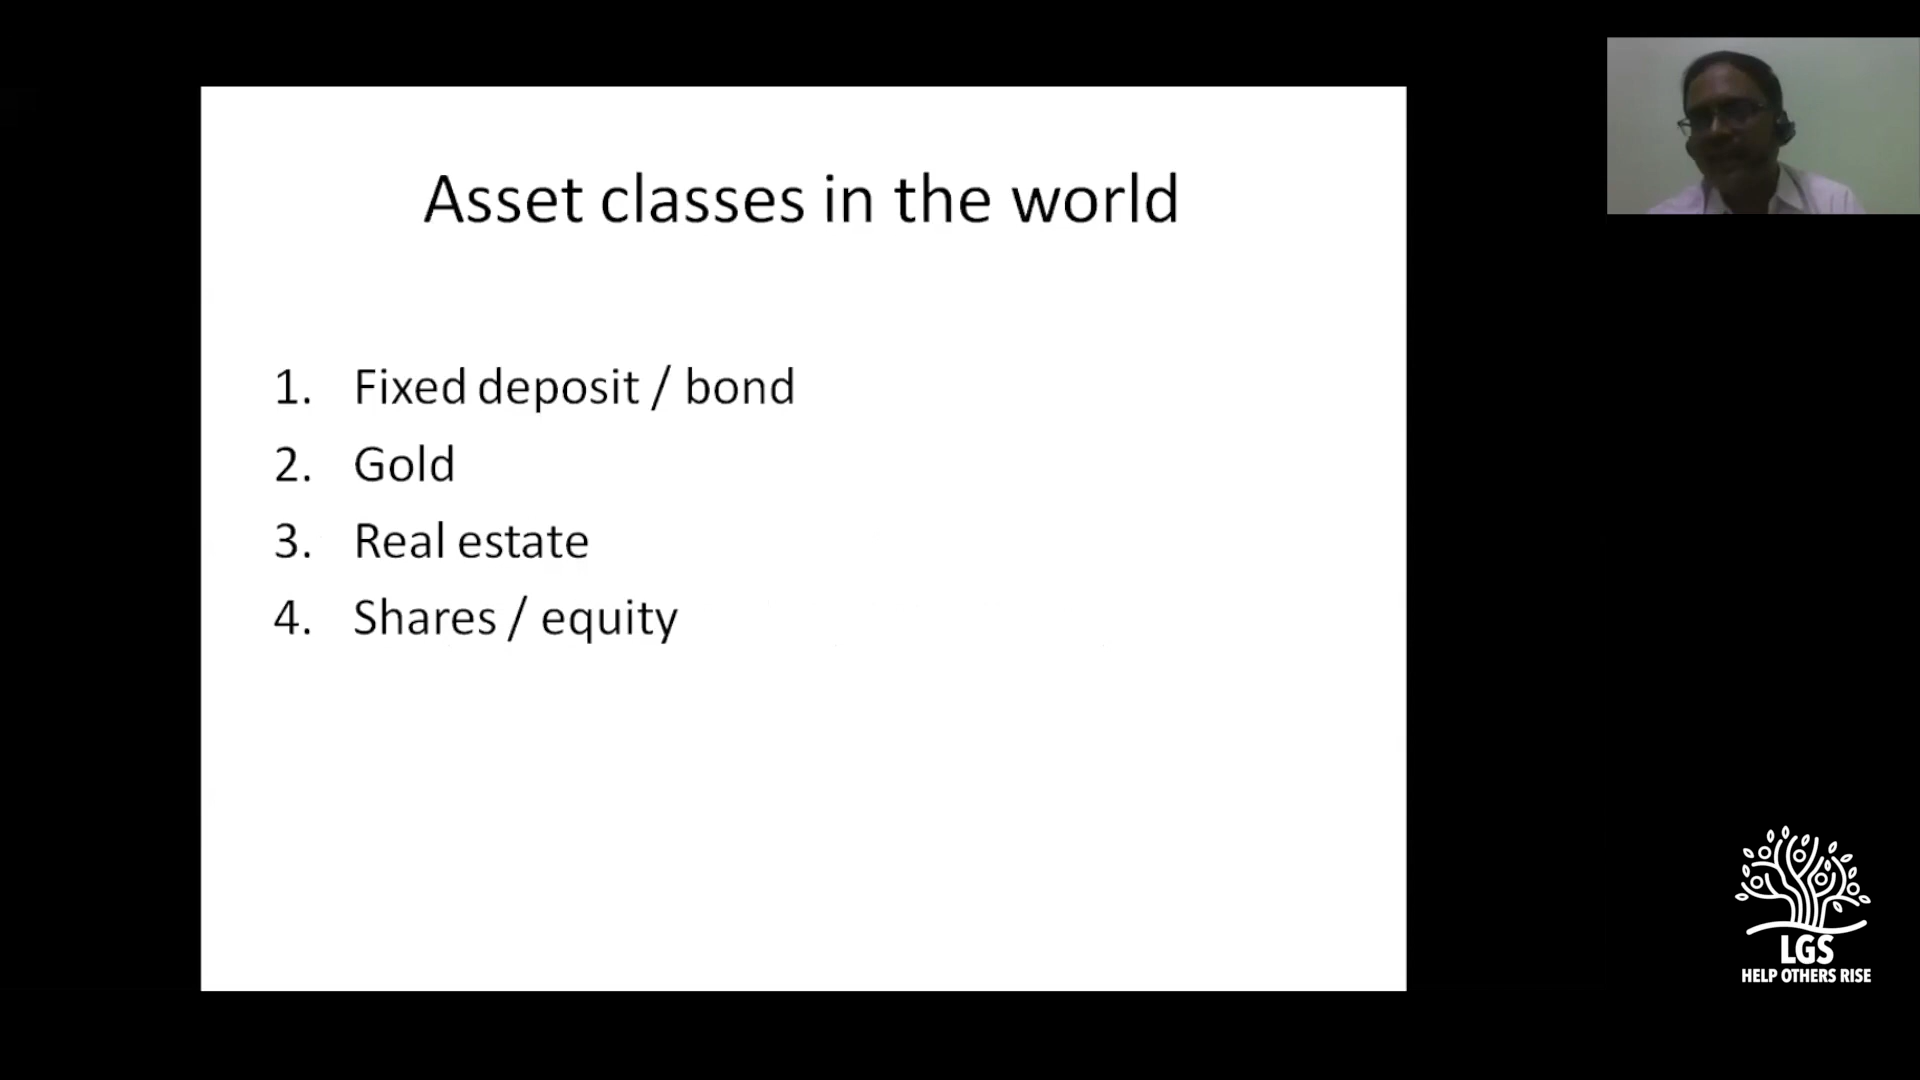 Asset classes in the world
1. Fixed deposit / bond
2. Gold
3. Real estate
4. Shares / equity
LGS
HELP OTHERS RISE